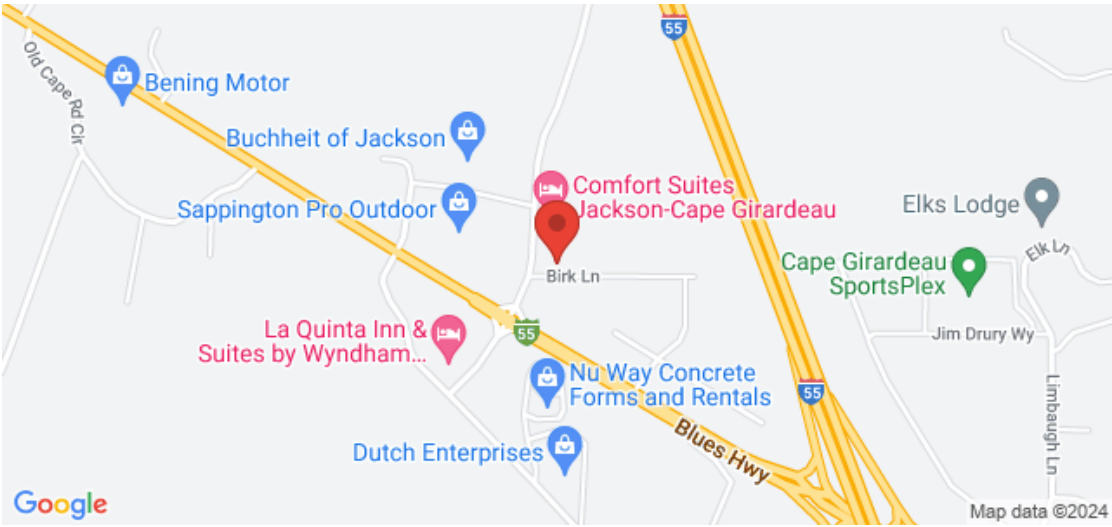 55
Old Cape Rd Cir
Bening Motor
Buchheit of Jackson
Comfort Suites
Jackson-Cape Girardeau
Sappington Pro Outdoor
Elks Lodge
Elk Ln
Cape Girardeau
SportsPlex
Birk Ln
La Quinta Inn &
Suites by Wyndham...
55
Jim Drury Wy
Nu Way Concrete
Forms and Rentals
55
Limbaugh Ln
Blues Hwy
Dutch Enterprises
Google
Map data ©2024